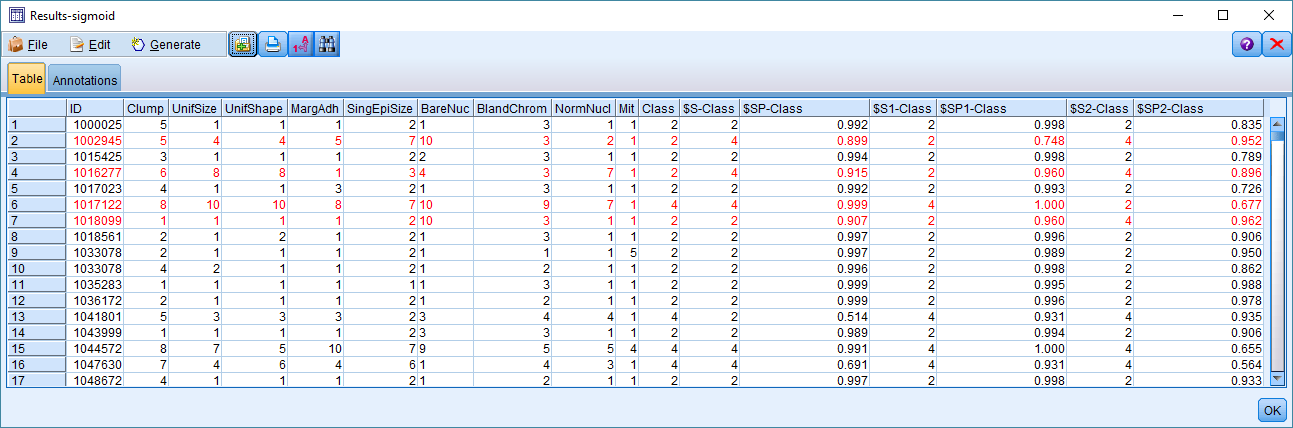 Results-sigmoid
File Edit Generate
Table Annotations
ID Clump UnifSize UnifShape MargAdh SingEpiSize BareNuc BlandChrom NormNucl Mit Class $S-Class $SP-Class $S1-Class $SP1-Class $S2-Class $SP2-Class
1 1000025 5 1 1 1 2 1 3 1 1 2 2 0.992 2 0.998 2 0.835
2 1002945 5 4 4 5 7 10 3 2 1 2 4 0.899 2 0.748 4 0.952
3 1015425 3 1 1 1 2 2 3 1 1 2 2 0.994 2 0.998 2 0.789
4 1016277 6 8 8 1 3 4 3 7 1 2 4 0.915 2 0.960 4 0.896
5 1017023 4 1 1 3 2 1 3 1 1 2 2 0.992 2 0.993 2 0.726
6 1017122 8 10 10 8 7 10 9 7 1 4 4 0.999 4 1.000 2 0.677
7 1018099 1 1 1 1 2 10 3 1 1 2 2 0.907 2 0.960 4 0.962
8 1018561 2 1 2 1 2 1 3 1 1 2 2 0.997 2 0.996 2 0.906
9 1033078 2 1 1 1 2 1 1 1 5 2 2 0.997 2 0.989 2 0.950
10 1033078 4 2 1 1 2 1 2 1 1 2 2 0.996 2 0.998 2 0.862
11 1035283 1 1 1 1 1 1 3 1 1 2 2 0.999 2 0.995 2 0.988
12 1036172 2 1 1 1 2 1 2 1 1 2 2 0.999 2 0.996 2 0.978
13 1041801 5 3 3 3 2 3 4 4 1 4 2 0.514 4 0.931 4 0.935
14 1043999 1 1 1 1 2 3 3 1 1 2 2 0.989 2 0.994 2 0.906
15 1044572 8 7 5 10 7 9 5 5 4 4 4 0.991 4 1.000 4 0.655
16 1047630 7 4 6 4 6 1 4 3 1 4 4 0.691 4 0.931 4 0.564
17 1048672 4 1 1 1 2 1 2 1 1 2 2 0.997 2 0.998 2 0.933
OK